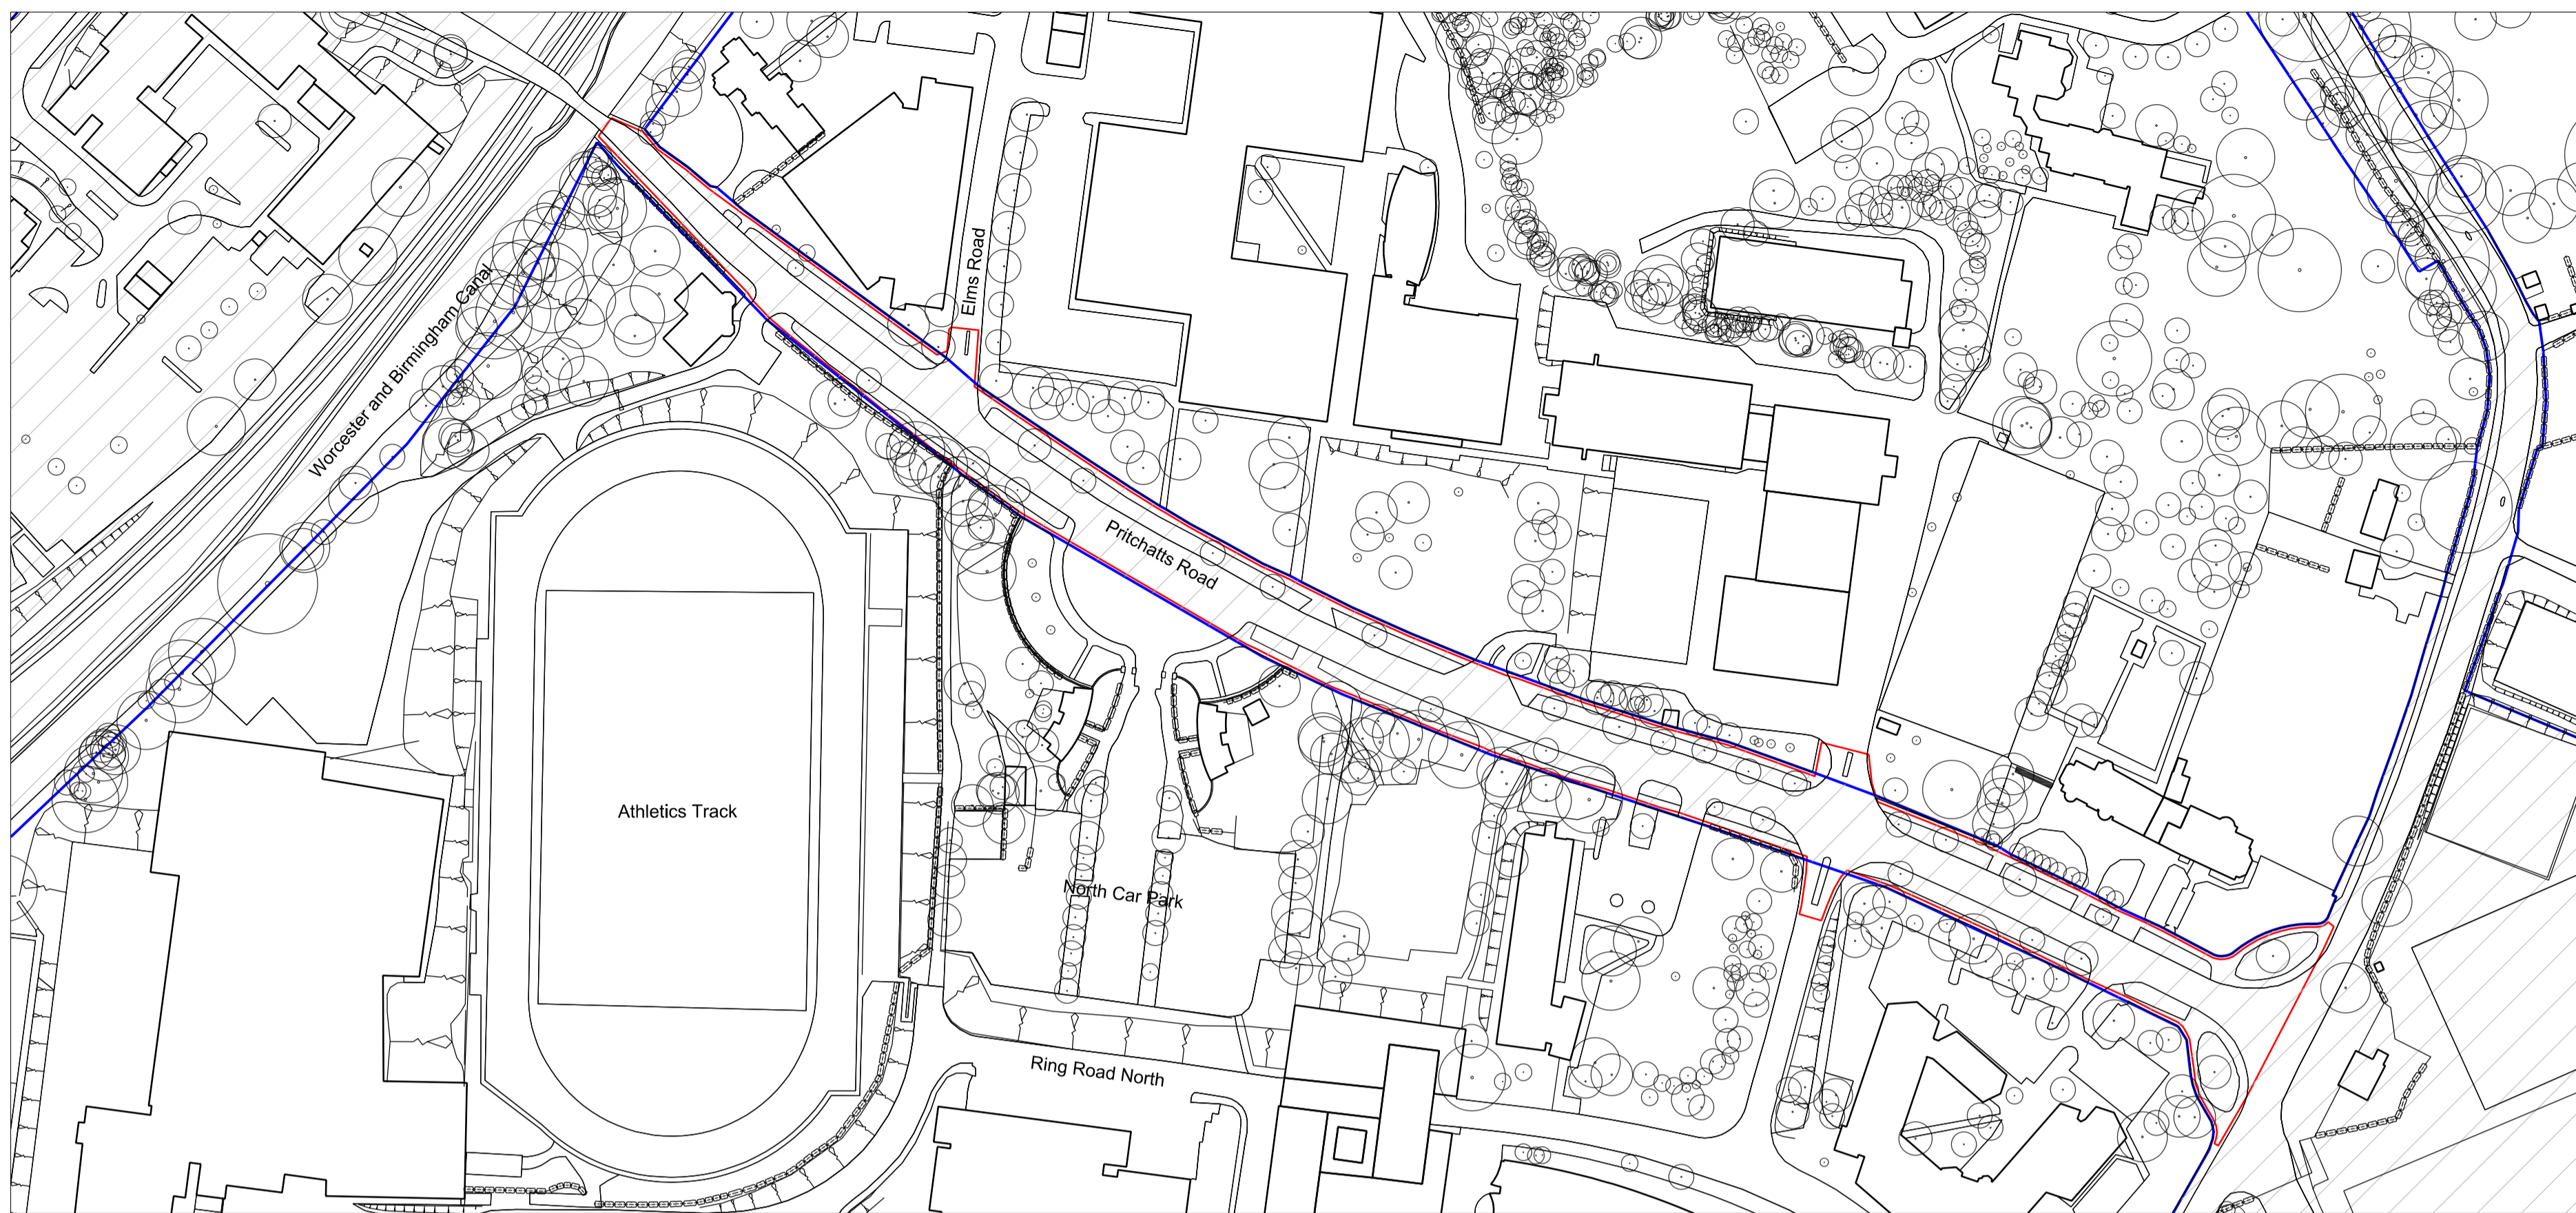 Elms Road
Worcester and Birmingham Canal
Pritchatts Road
Athletics Track
North Car Park
Ring Road North